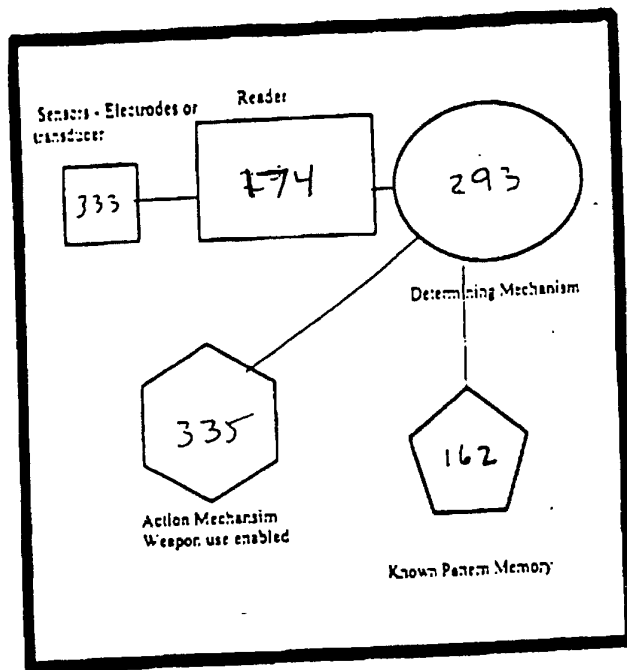 Sensors - Electrodes or
transducer
Reader
333
174
293
Determining Mechanism
335
162
Action Mechansim
Weapon use enabled
Known Pattern Memory